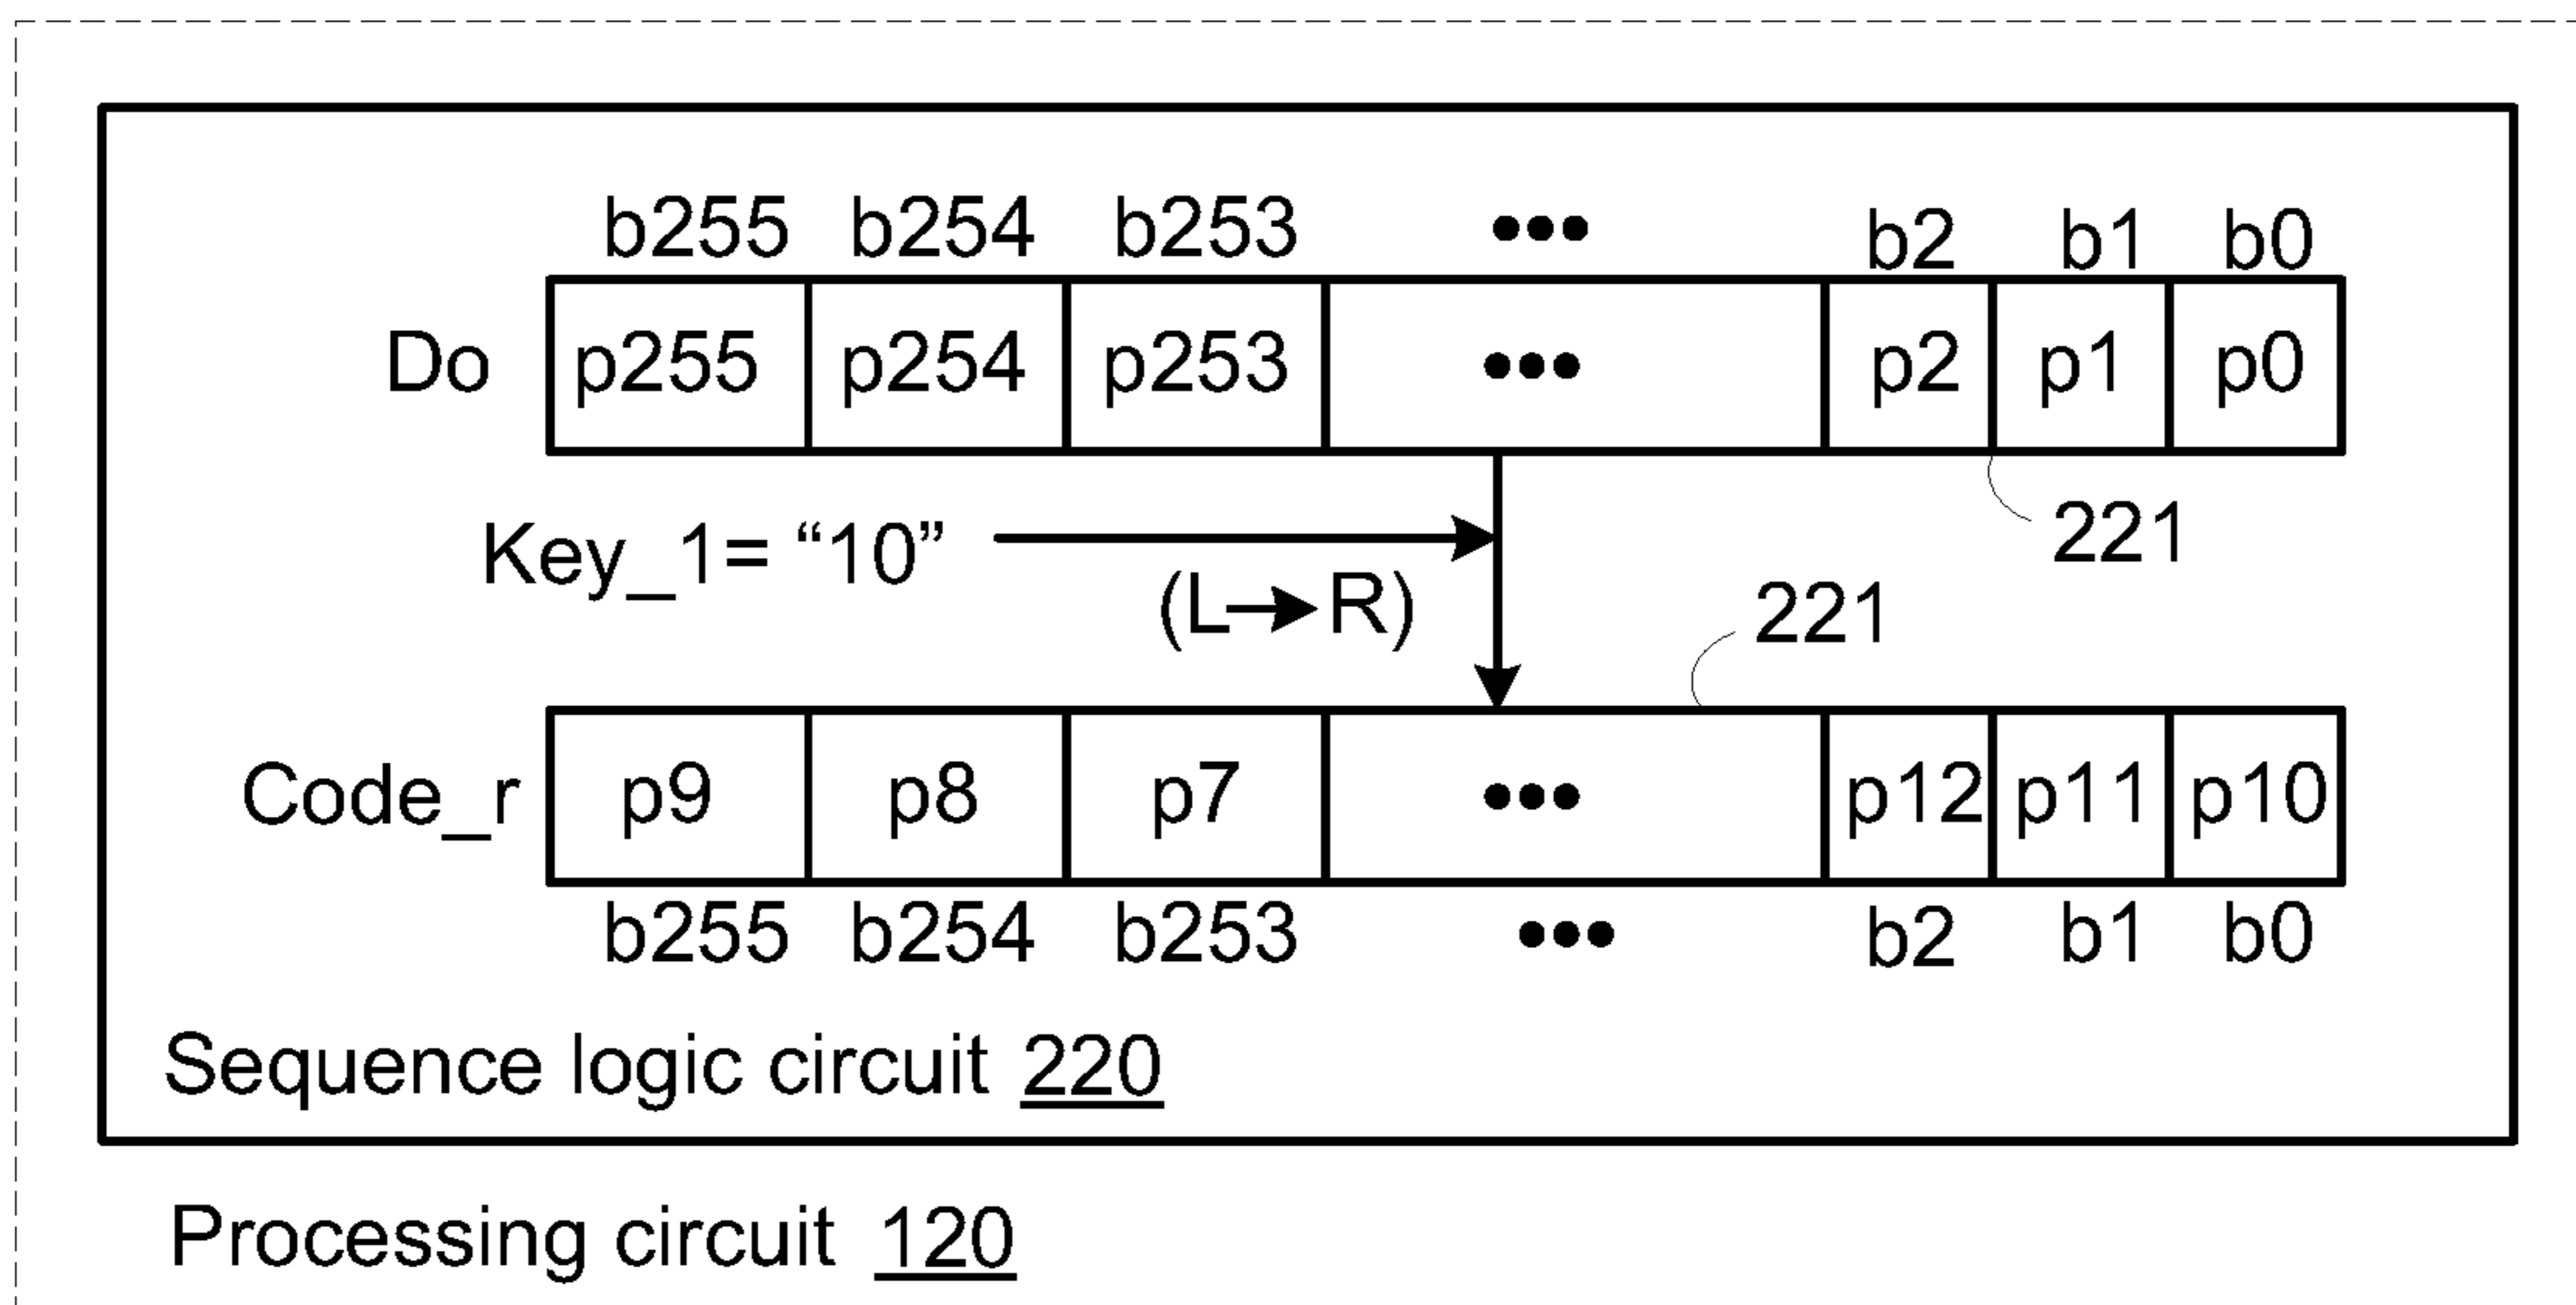 b255 b254 b253 ••• b2 b1 b0
Do p255 p254 p253 ••• p2 p1 p0
221
Key_1= “10”
(L→R)
221
Code_r p9 p8 p7 ••• p12 p11 p10
b255 b254 b253 ••• b2 b1 b0
Sequence logic circuit 220
Processing circuit 120